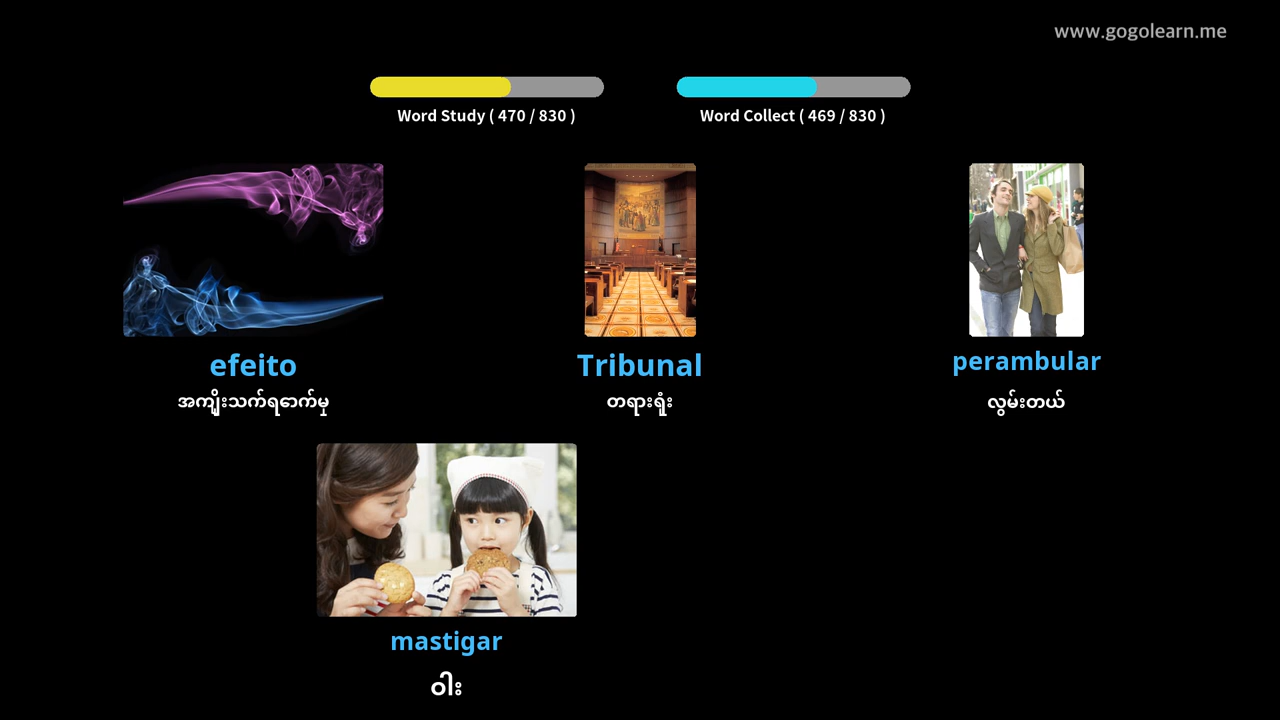 www.gogolearn.me
Word Study ( 470 / 830 )
Word Collect ( 469 / 830 )
efeito
Tribunal
perambular
အကျိုးသက်ရောက်မှု
တရားရုံး
လွမ်းတယ်
mastigar
ဝါး